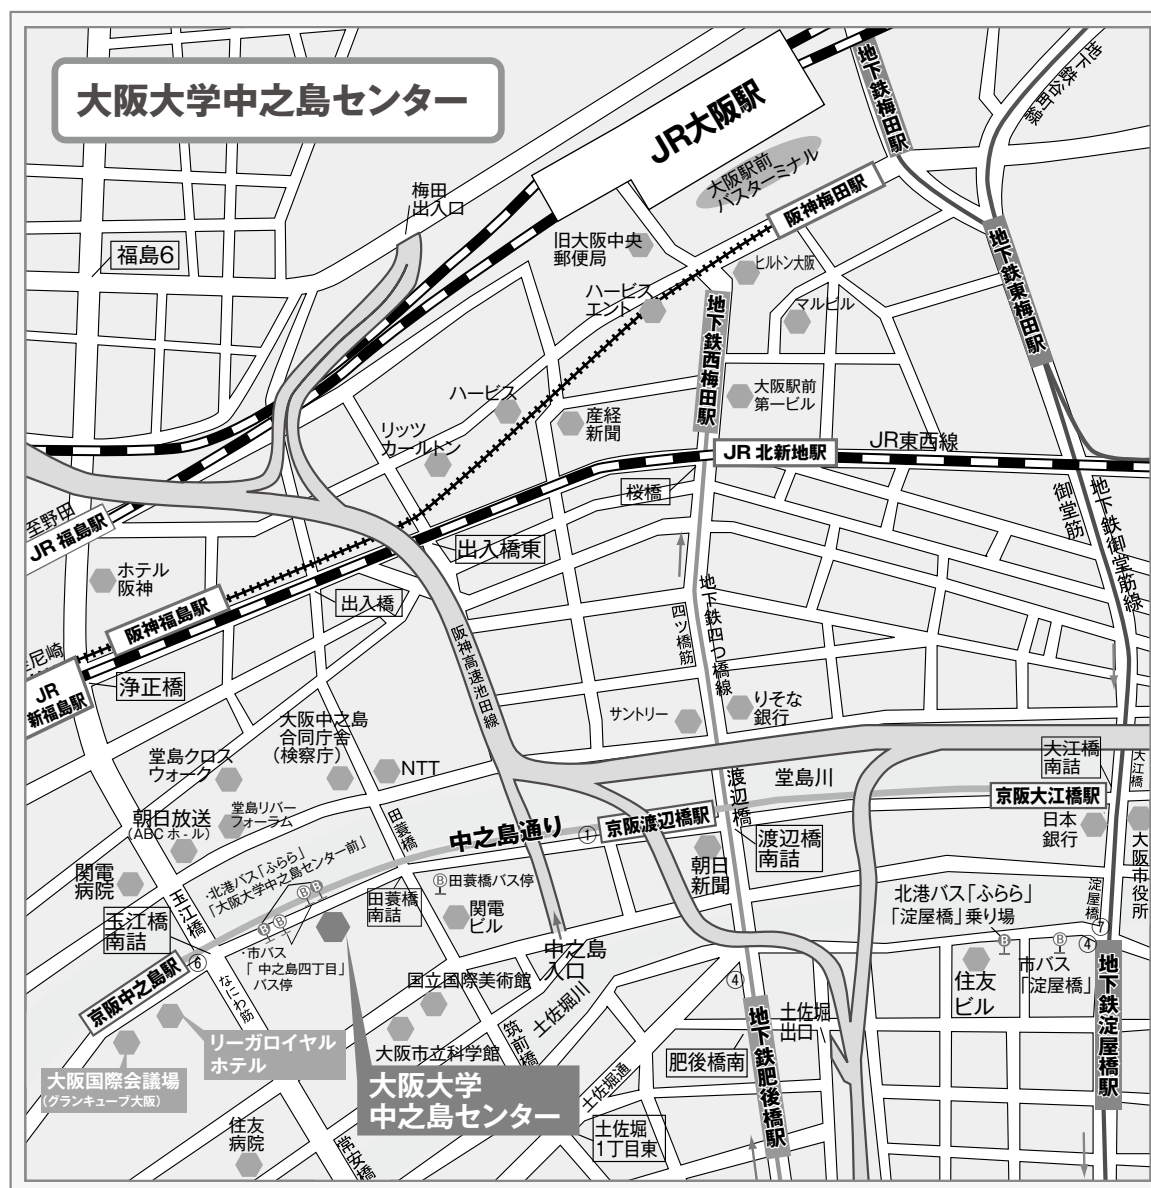 大阪大学中之島センター
JR大阪駅
地下鉄梅田駅
地下鉄谷町線
大阪駅前
バスターミナル
阪神梅田駅
梅田
出入口
福島6
旧大阪中央
郵便局
ヒルトン大阪
ハービス
エント
マルビル
地下鉄西梅田駅
地下鉄東梅田駅
大阪駅前
第一ビル
ハービス
産経
新聞
リッツ
カールトン
JR 北新地駅
JR東西線
桜橋
御堂筋
地下鉄御堂筋線
至野田
JR 福島駅
出入橋東
ホテル
阪神
出入橋
阪神福島駅
四ツ橋筋
地下鉄四つ橋線
阪神高速池田線
尼崎
JR
新福島駅
浄正橋
サントリー
りそな
銀行
大阪中之島
合同庁舎
(検察庁)
堂島クロス
ウォーク
NTT
大江橋
南詰
大江橋
渡辺橋
堂島川
京阪大江橋駅
朝日放送
(ABCホール)
堂島リバー
フォーラム
田蓑橋
中之島通り
①
京阪渡辺橋駅
渡辺橋
南詰
日本
銀行
大阪市役所
朝日
新聞
関電
病院
・北港バス「ふらら」
「大阪大学中之島センター前」
B
B
B
B
田蓑橋
南詰
B
田蓑橋バス停
関電
ビル
玉江橋
玉江橋
南詰
北港バス「ふらら」
「淀屋橋」乗り場
淀屋橋
⑦
④
B
B
市バス
「淀屋橋」
住友
ビル
地下鉄淀屋橋駅
・市バス
「 中之島四丁目」
バス停
中之島
入口
京阪中之島駅
⑥
なにわ筋
国立国際美術館
土佐堀川
④
地下鉄肥後橋駅
土佐堀
出口
筑前橋
大阪市立科学館
リーガロイヤル
ホテル
肥後橋南
大阪国際会議場
(グランキューブ大阪)
大阪大学
中之島センター
土佐堀通
土佐堀
1丁目東
住友
病院
常安橋